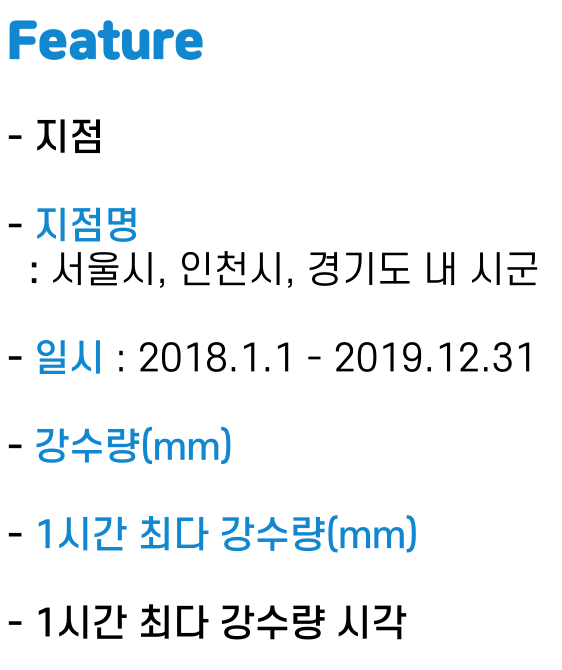 Feature
- 지점
- 지점명
: 서울시, 인천시, 경기도 내 시군
- 일시 : 2018.1.1 - 2019.12.31
- 강수량(mm)
- 1시간 최다 강수량(mm)
- 1시간 최다 강수량 시각